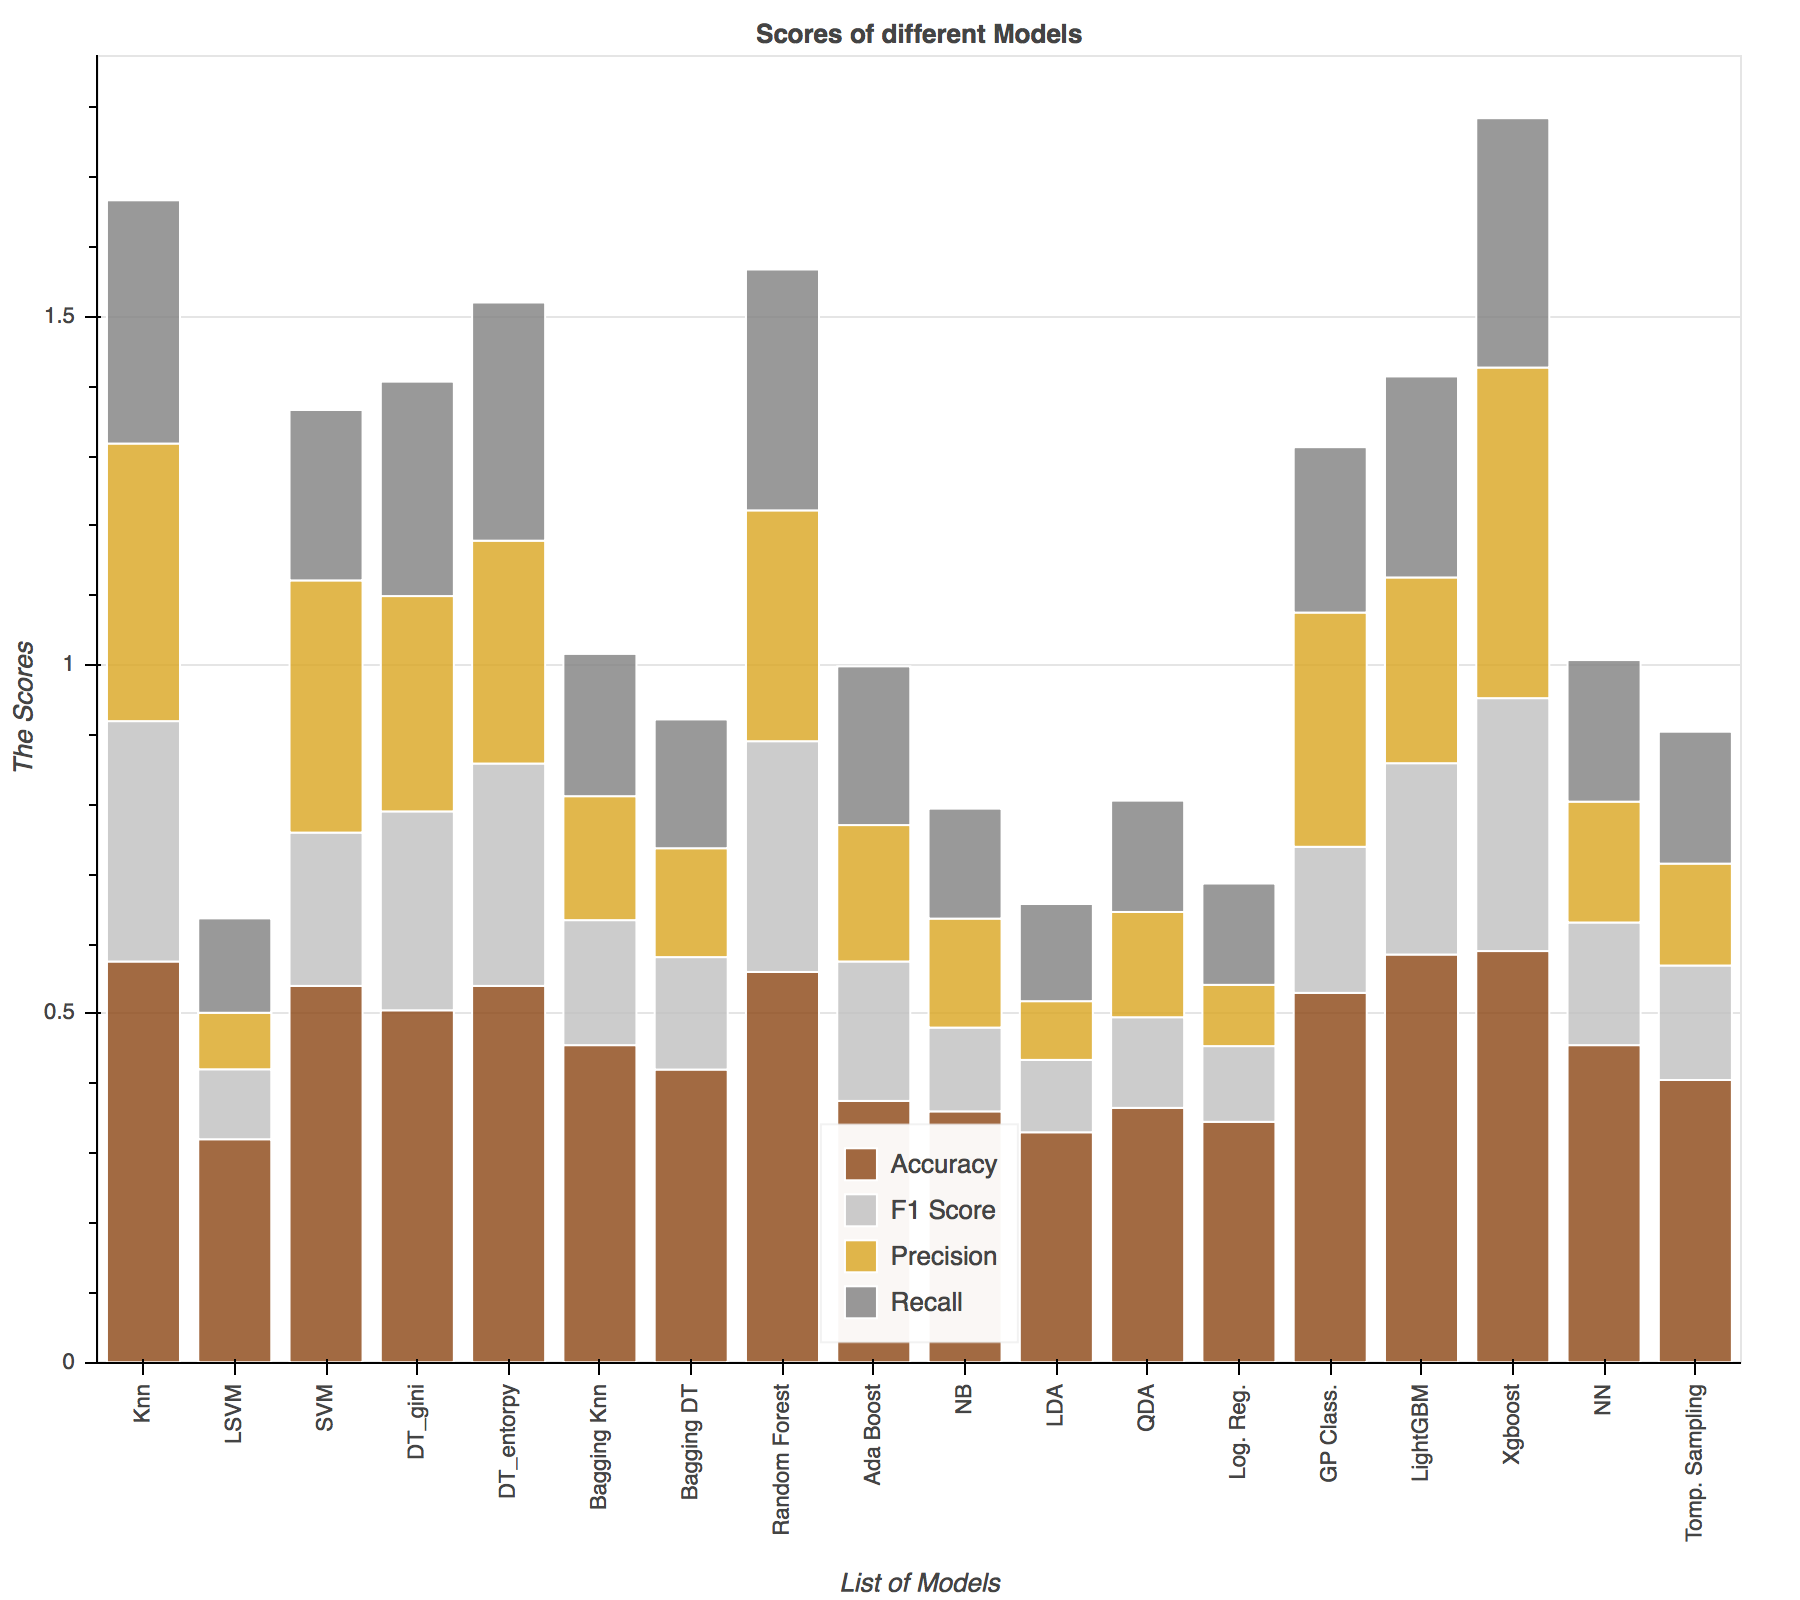 Scores of different Models
The Scores
1.5
1
0.5
0
Accuracy
F1 Score
Precision
Recall
Knn
LSVM
SVM
DT_gini
DT_entorpy
Bagging Knn
Bagging DT
Random Forest
Ada Boost
NB
LDA
QDA
Log. Reg.
GP Class.
LightGBM
Xgboost
NN
Tomp. Sampling
List of Models